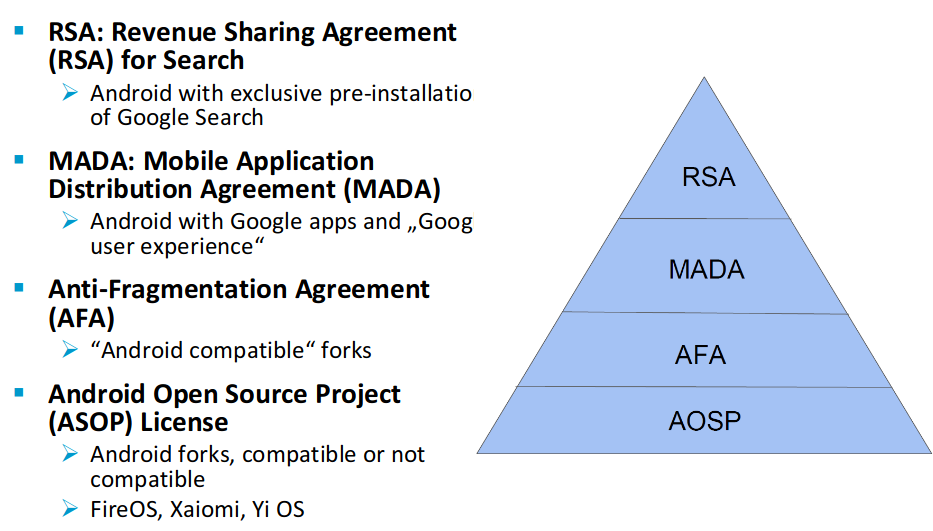 RSA: Revenue Sharing Agreement
(RSA) for Search
Android with exclusive pre-installatio
of Google Search
MADA: Mobile Application
Distribution Agreement (MADA)
Android with Google apps and „Goog
user experience“
Anti-Fragmentation Agreement
(AFA)
“Android compatible“ forks
Android Open Source Project
(ASOP) License
Android forks, compatible or not
compatible
FireOS, Xaiomi, Yi OS
RSA
MADA
AFA
AOSP